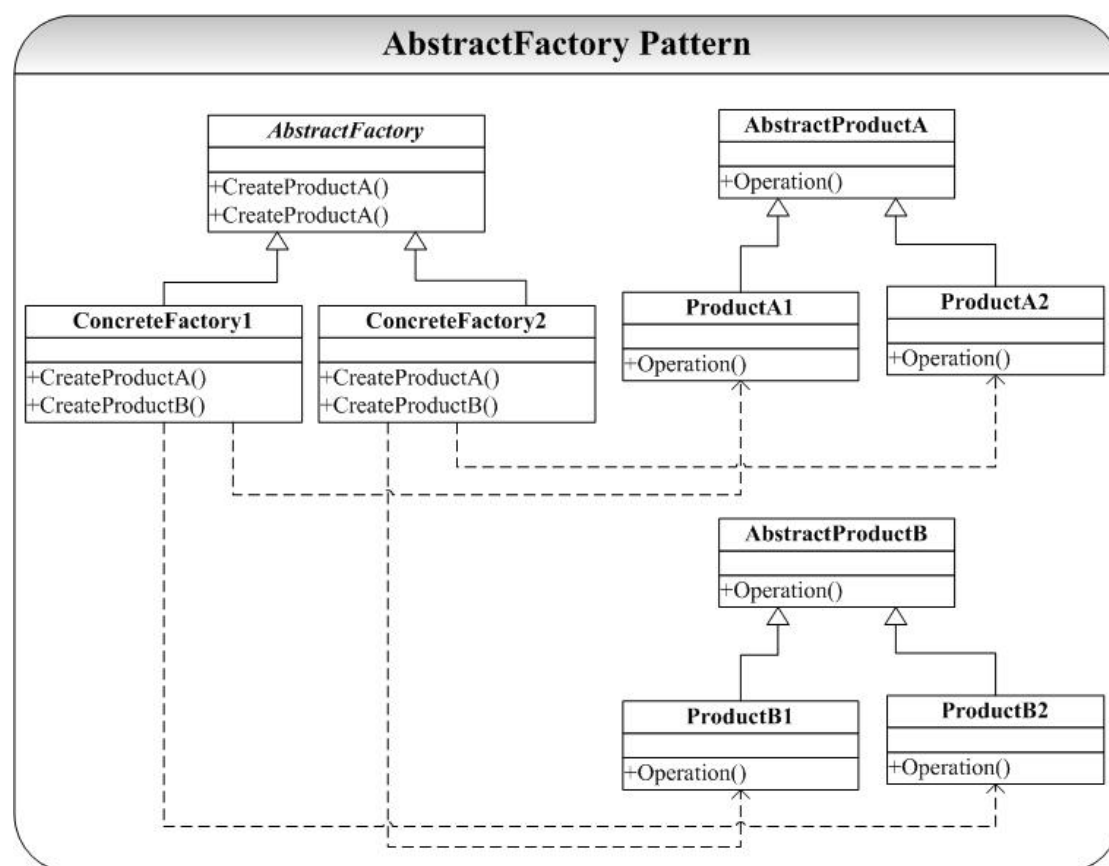 AbstractFactory Pattern
AbstractFactory
+CreateProductA()
+CreateProductA()
AbstractProductA
+Operation()
ConcreteFactory1
+CreateProductA()
+CreateProductB()
ConcreteFactory2
+CreateProductA()
+CreateProductB()
ProductA1
+Operation()
ProductA2
+Operation()
AbstractProductB
+Operation()
ProductB1
+Operation()
ProductB2
+Operation()